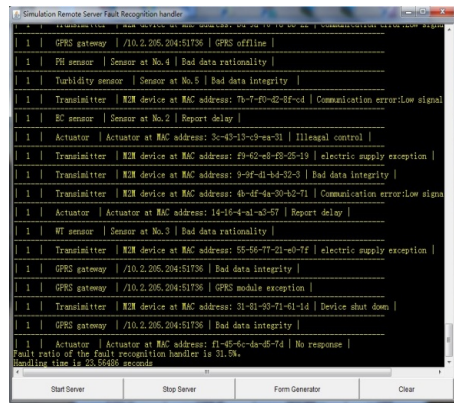 Simulation Remote Server Fault Recognition handler
| 1 | GPRS gateway | /10.2.205.204:51736 | GPRS offline |
| 1 | PH sensor | Sensor at No.4 | Bad data rationality |
| 1 | Turbidity sensor | Sensor at No.5 | Bad data integrity |
| 1 | Transimitter | M2M device at MAC address: 7b-7-f0-d2-8f-cd | Communication error:Low signal
| 1 | EC sensor | Sensor at No.2 | Report delay |
| 1 | Actuator | Actuator at MAC address: 3c-43-13-c9-ea-31 | Illeagal control |
| 1 | Transimitter | M2M device at MAC address: f9-62-e8-f8-25-19 | electric supply exception |
| 1 | Transimitter | M2M device at MAC address: 9-9f-d1-bd-32-3 | Bad data integrity |
| 1 | Transimitter | M2M device at MAC address: 4b-df-4a-30-b2-71 | Communication error:Low signa
| 1 | Actuator | Actuator at MAC address: 14-16-4-a1-a3-57 | Report delay |
| 1 | WT sensor | Sensor at No.3 | Bad data rationality |
| 1 | Transimitter | M2M device at MAC address: 55-56-77-21-e0-7f | electric supply exception |
| 1 | GPRS gateway | /10.2.205.204:51736 | Bad data integrity |
| 1 | GPRS gateway | /10.2.205.204:51736 | GPRS module exception |
| 1 | Transimitter | M2M device at MAC address: 31-81-93-71-61-1d | Device shut down |
| 1 | GPRS gateway | /10.2.205.204:51736 | Bad data integrity |
| 1 | Actuator | Actuator at MAC address: f1-45-6c-da-d5-7d | No response |
Fault ratio of the fault recognition handler is 31.5%.
Handling time is 23.56486 seconds
Start Server
Stop Server
Form Generator
Clear